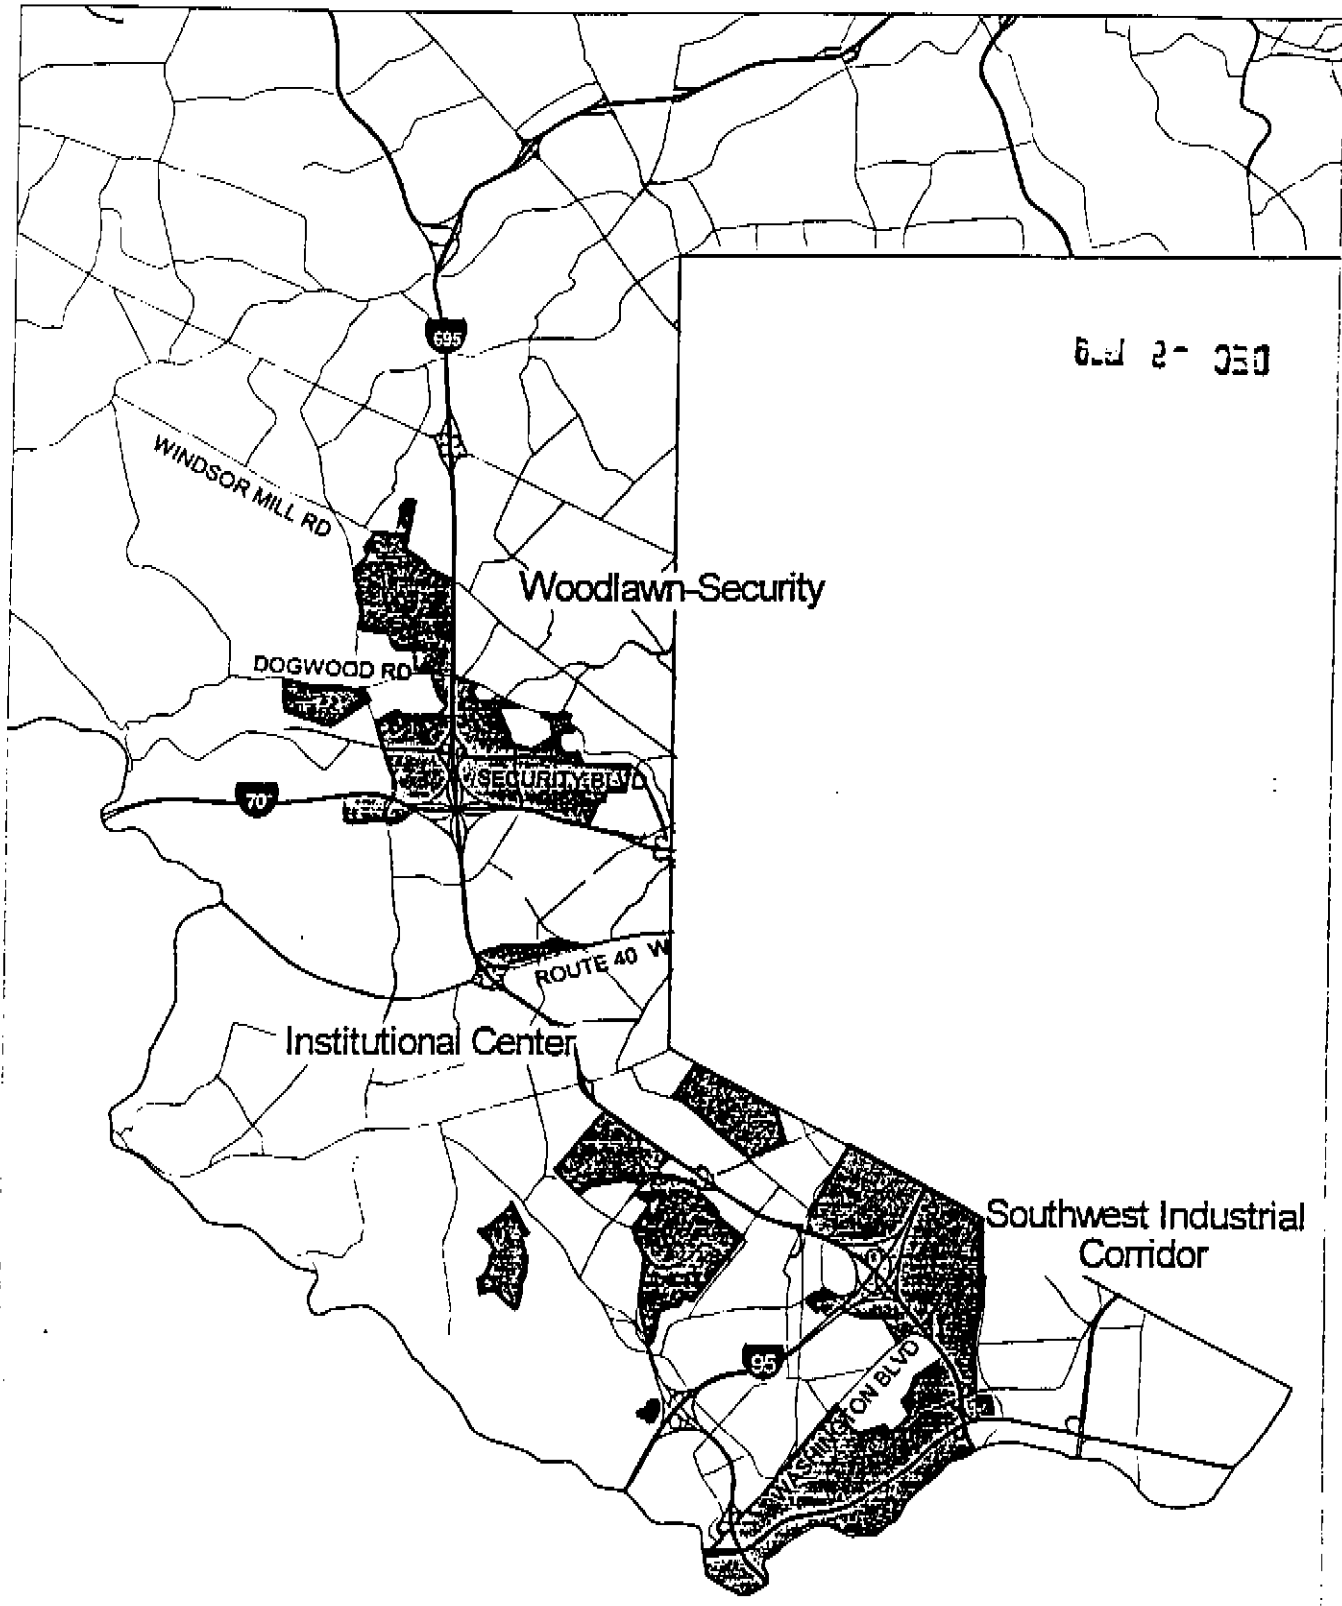 695
WINDSOR MILL RD
Woodlawn-Security
DOGWOOD RD
SECURITY BLVD
70
ROUTE 40 W
Institutional Center
Southwest Industrial
Corridor
95
WASHINGTON BLVD